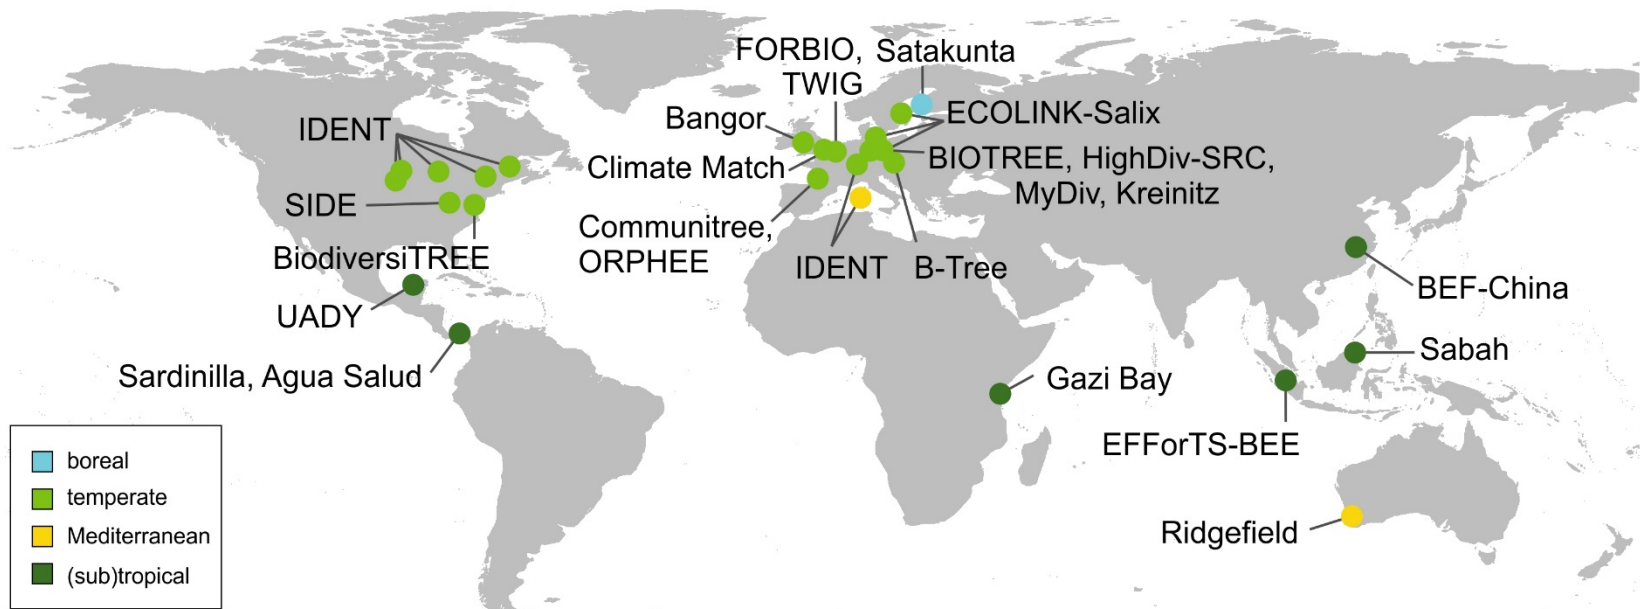 FORBIO,
TWIG
Satakunta
IDENT
Bangor
ECOLINK-Salix
Climate Match
BIOTREE, HighDiv-SRC,
MyDiv, Kreinitz
SIDE
Communitree,
ORPHEE
BiodiversiTREE
IDENT
B-Tree
BEF-China
UADY
Sabah
Sardinilla, Agua Salud
Gazi Bay
EFForTS-BEE
Ridgefield
boreal
temperate
Mediterranean
(sub)tropical